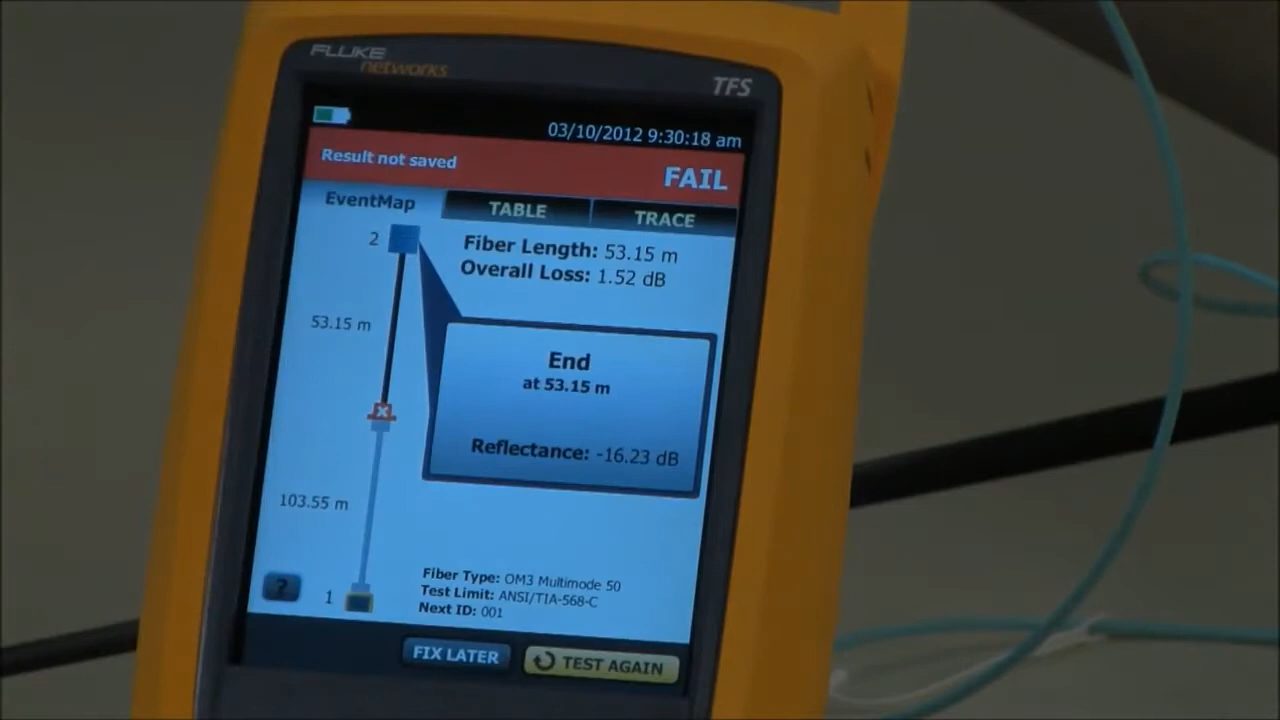 FLUKE
networks
TFS
03/10/2012 9:30:18 am
Result not saved
FAIL
EventMap
TABLE
TRACE
2
Fiber Length: 53.15 m
Overall Loss: 1.52 dB
53.15 m
End
at 53.15 m
Reflectance: -16.23 dB
103.55 m
Fiber Type: OM3 Multimode 50
Test Limit: ANSI/TIA-568-C
Next ID: 001
?
1
FIX LATER
TEST AGAIN